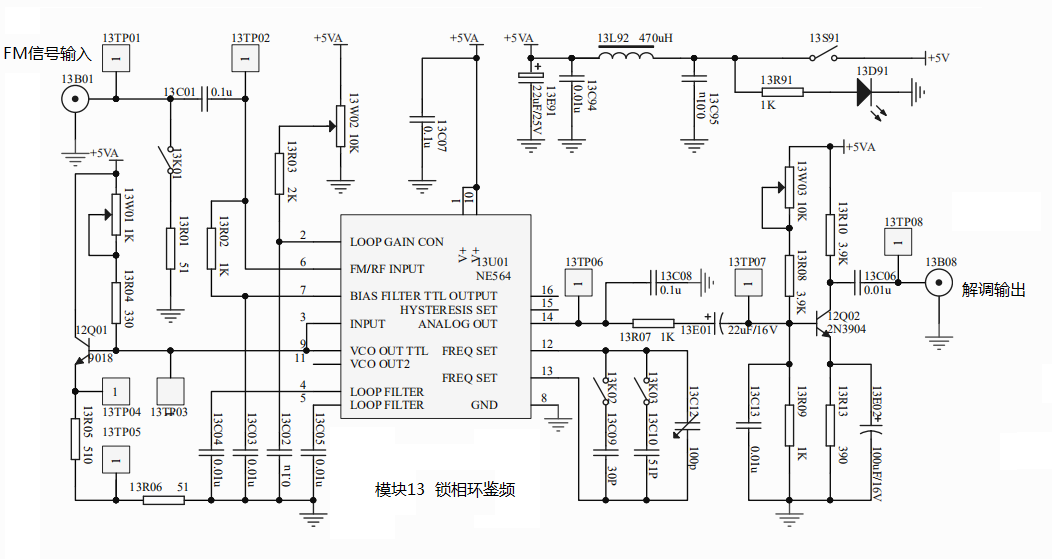 FM信号输入
13TP01
1
13TP02
1
13B01
13C01
0.1u
+5VA
13W02
10K
+5VA
13C07
0.1u
+5VA
13L92
470uH
13S91
+5V
13E91
22uF/25V
13C94
0.01u
13C95
0.01u
13R91
1K
13D91
+5VA
13K01
13R03
2K
13W01
1K
13R01
51
13R02
1K
13R04
330
12Q01
9018
13TP04
1
13TP03
13R05
510
13TP05
1
13R06
51
13C04
0.01u
13C03
0.01u
13C02
0.1u
13C05
0.01u
1
10
+V
+V
13U01
NE564
2
LOOP GAIN CON
6
FM/RF INPUT
7
BIAS FILTER
TTL OUTPUT
16
HYSTERESIS SET
15
ANALOG OUT
14
3
INPUT
9
VCO OUT TTL
FREQ SET
12
11
VCO OUT2
FREQ SET
13
4
LOOP FILTER
5
LOOP FILTER
GND
8
13TP06
1
13C08
0.1u
13TP07
1
13R07
1K
13E01
22uF/16V
13K02
13C09
30P
13K03
13C10
51P
13C12
100p
+5VA
13W03
10K
13R08
3.9K
13R10
3.9K
13TP08
1
13C06
0.01u
13B08
解调输出
12Q02
2N3904
13C13
0.01u
13R09
1K
13R13
390
13E02
100uF/16V
模块13 锁相环鉴频